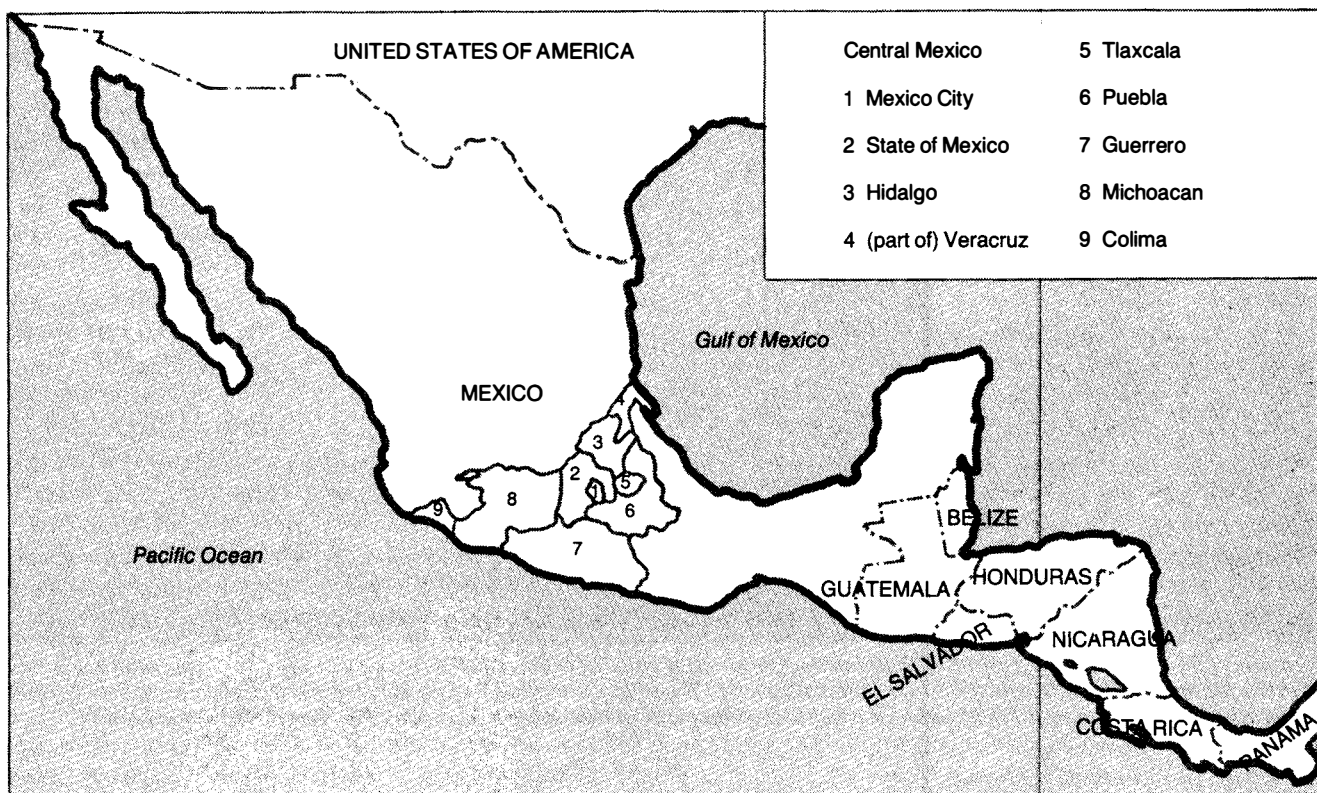 UNITED STATES OF AMERICA
Central Mexico
1 Mexico City
2 State of Mexico
3 Hidalgo
4 (part of) Veracruz
5 Tlaxcala
6 Puebla
7 Guerrero
8 Michoacan
9 Colima
Gulf of Mexico
MEXICO
3
2
1
5
6
8
9
7
Pacific Ocean
BELIZE
GUATEMALA
HONDURAS
EL SALVADOR
NICARAGUA
COSTA RICA
PANAMA